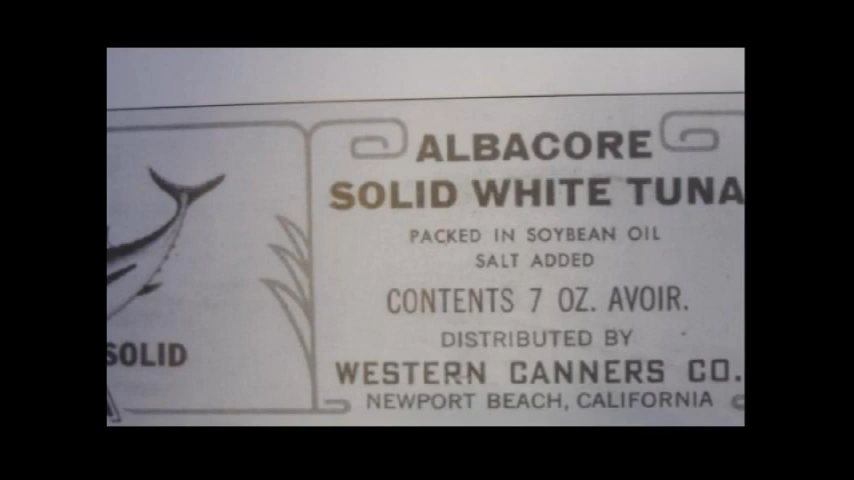 ALBACORE
SOLID WHITE TUNA
PACKED IN SOYBEAN OIL
SALT ADDED
CONTENTS 7 OZ. AVOIR.
DISTRIBUTED BY
WESTERN CANNERS CO.
NEWPORT BEACH, CALIFORNIA
SOLID